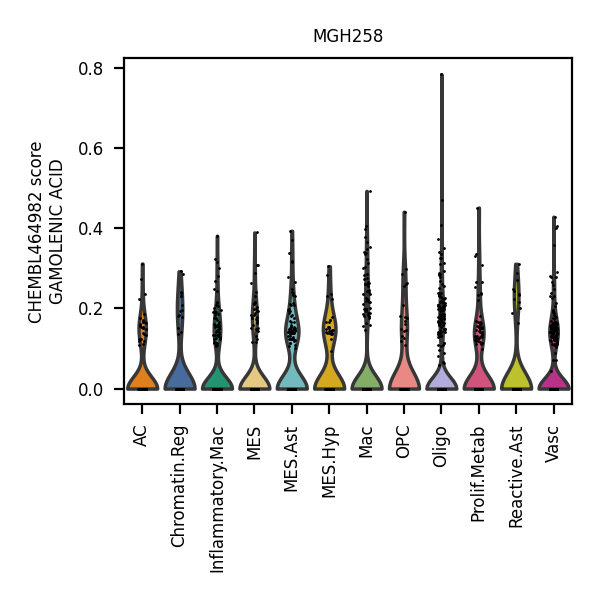 MGH258
CHEMBL464982 score
GAMOLENIC ACID
0.8
0.6
0.4
0.2
0.0
AC
Chromatin.Reg
Inflammatory.Mac
MES
MES.Ast
MES.Hyp
Mac
OPC
Oligo
Prolif.Metab
Reactive.Ast
Vasc